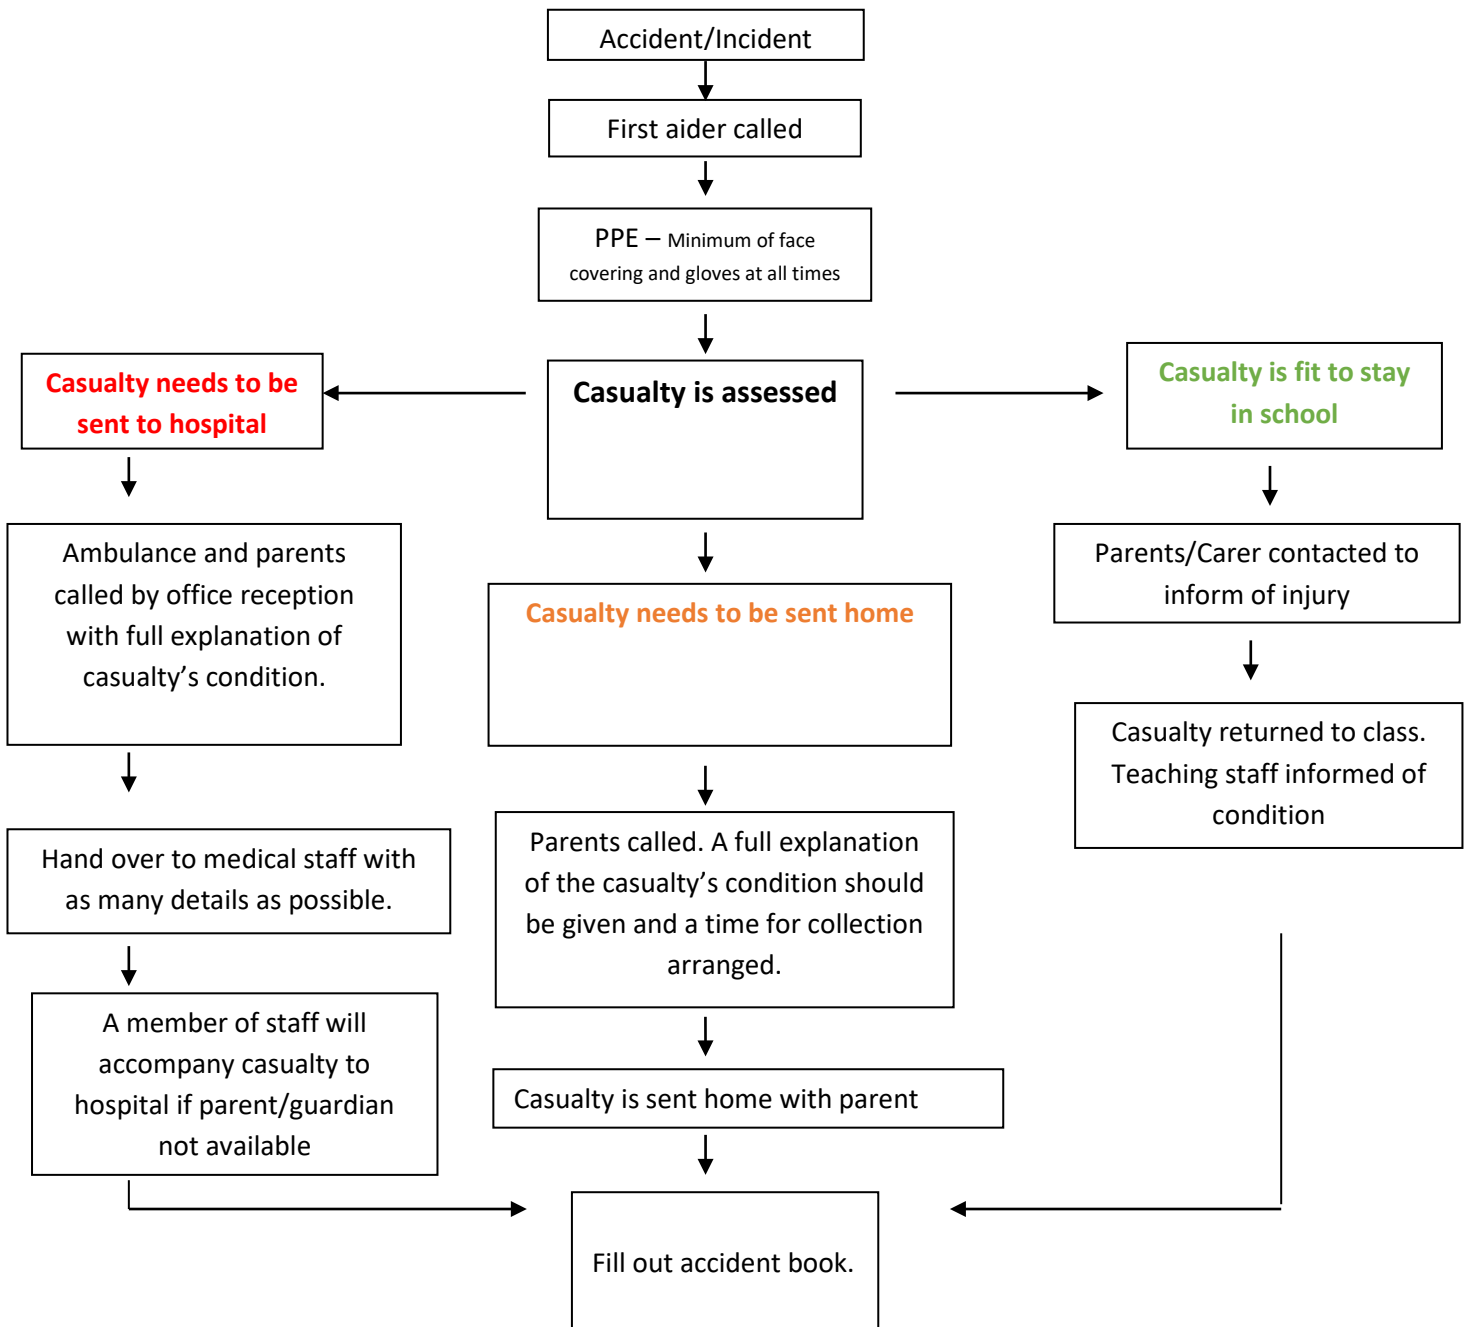 Accident/Incident
First aider called
PPE – Minimum of face
covering and gloves at all times
Casualty is assessed
Casualty needs to be
sent to hospital
Ambulance and parents
called by office reception
with full explanation of
casualty’s condition.
Hand over to medical staff with
as many details as possible.
A member of staff will
accompany casualty to
hospital if parent/guardian
not available
Casualty needs to be sent home
Parents called. A full explanation
of the casualty’s condition should
be given and a time for collection
arranged.
Casualty is sent home with parent
Casualty is fit to stay
in school
Parents/Carer contacted to
inform of injury
Casualty returned to class.
Teaching staff informed of
condition
Fill out accident book.